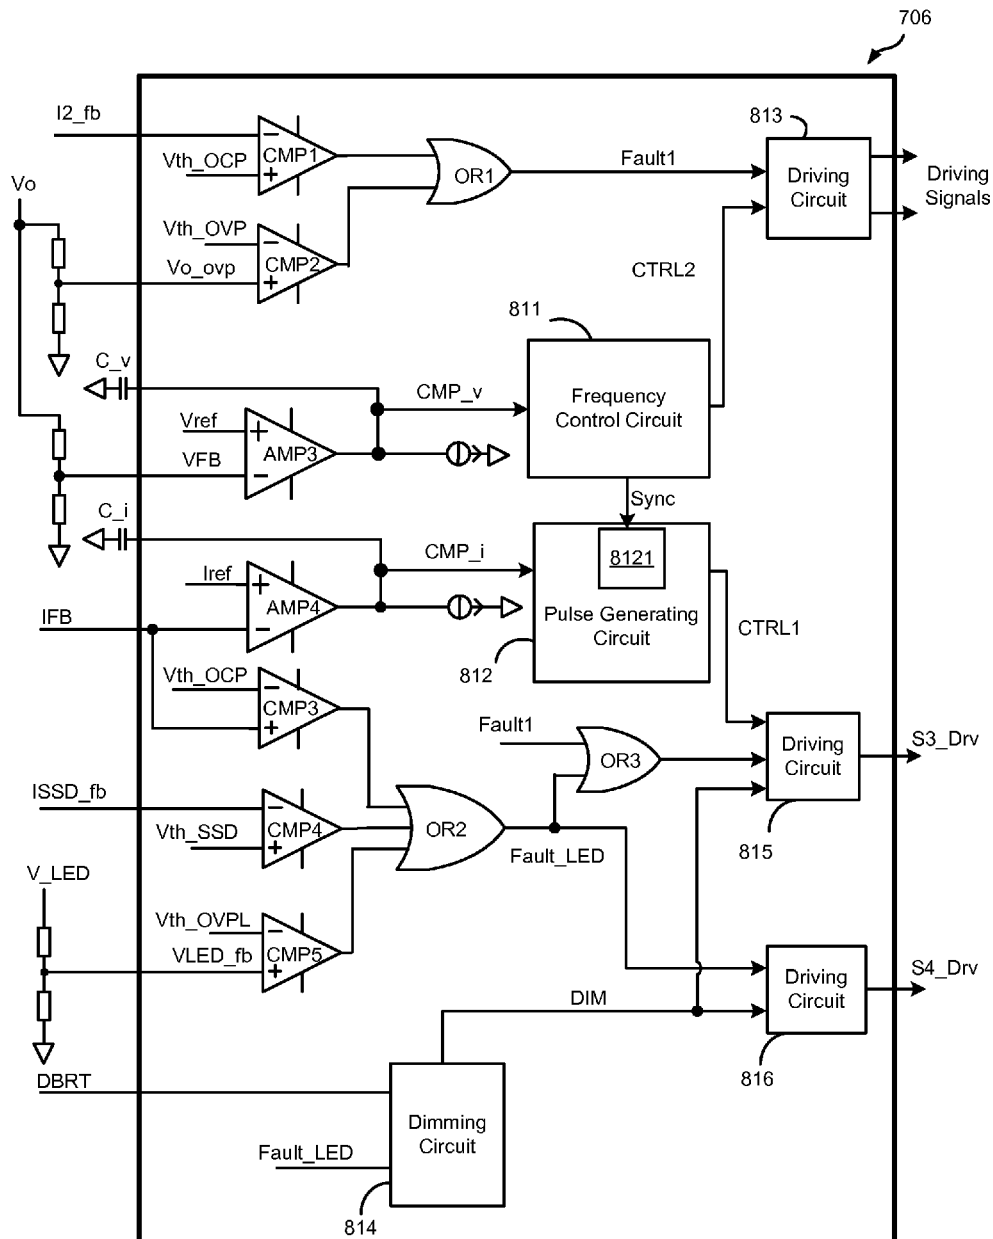 706
I2_fb
Vth_OCP
−
CMP1
+
OR1
Fault1
813
Driving
Circuit
Driving
Signals
Vo
Vth_OVP
−
CMP2
+
Vo_ovp
CTRL2
811
Frequency
Control Circuit
C_v
CMP_v
Vref
+
AMP3
−
VFB
Sync
C_i
CMP_i
8121
Pulse Generating
Circuit
812
CTRL1
Iref
+
AMP4
−
IFB
Vth_OCP
−
CMP3
+
Fault1
OR3
Driving
Circuit
S3_Drv
815
ISSD_fb
−
CMP4
+
Vth_SSD
OR2
Fault_LED
V_LED
Vth_OVPL
−
CMP5
+
VLED_fb
DIM
Driving
Circuit
S4_Drv
816
DBRT
Dimming
Circuit
Fault_LED
814